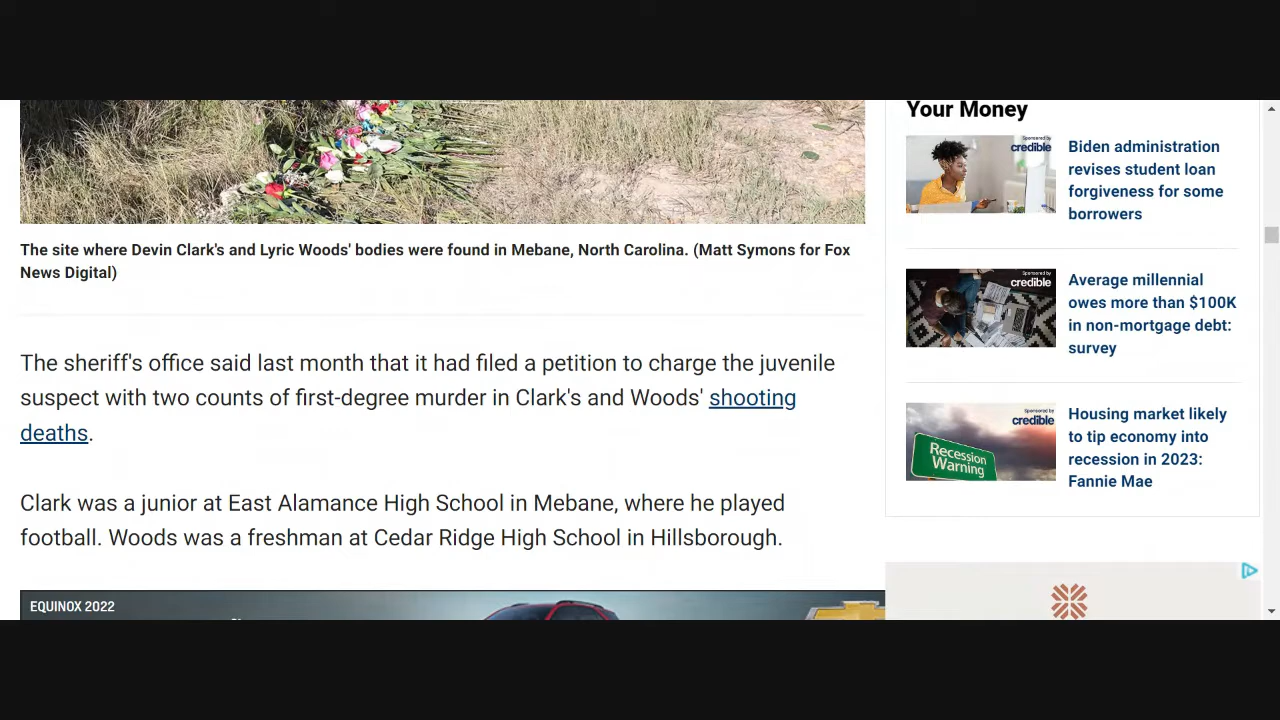 The site where Devin Clark's and Lyric Woods' bodies were found in Mebane, North Carolina. (Matt Symons for Fox
News Digital)
The sheriff's office said last month that it had filed a petition to charge the juvenile
suspect with two counts of first-degree murder in Clark's and Woods' shooting
deaths.
Clark was a junior at East Alamance High School in Mebane, where he played
football. Woods was a freshman at Cedar Ridge High School in Hillsborough.
EQUINOX 2022
Your Money
Sponsored by
credible
Biden administration
revises student loan
forgiveness for some
borrowers
Sponsored by
credible
Average millennial
owes more than $100K
in non-mortgage debt:
survey
Sponsored by
credible
Recession
Warning
Housing market likely
to tip economy into
recession in 2023:
Fannie Mae